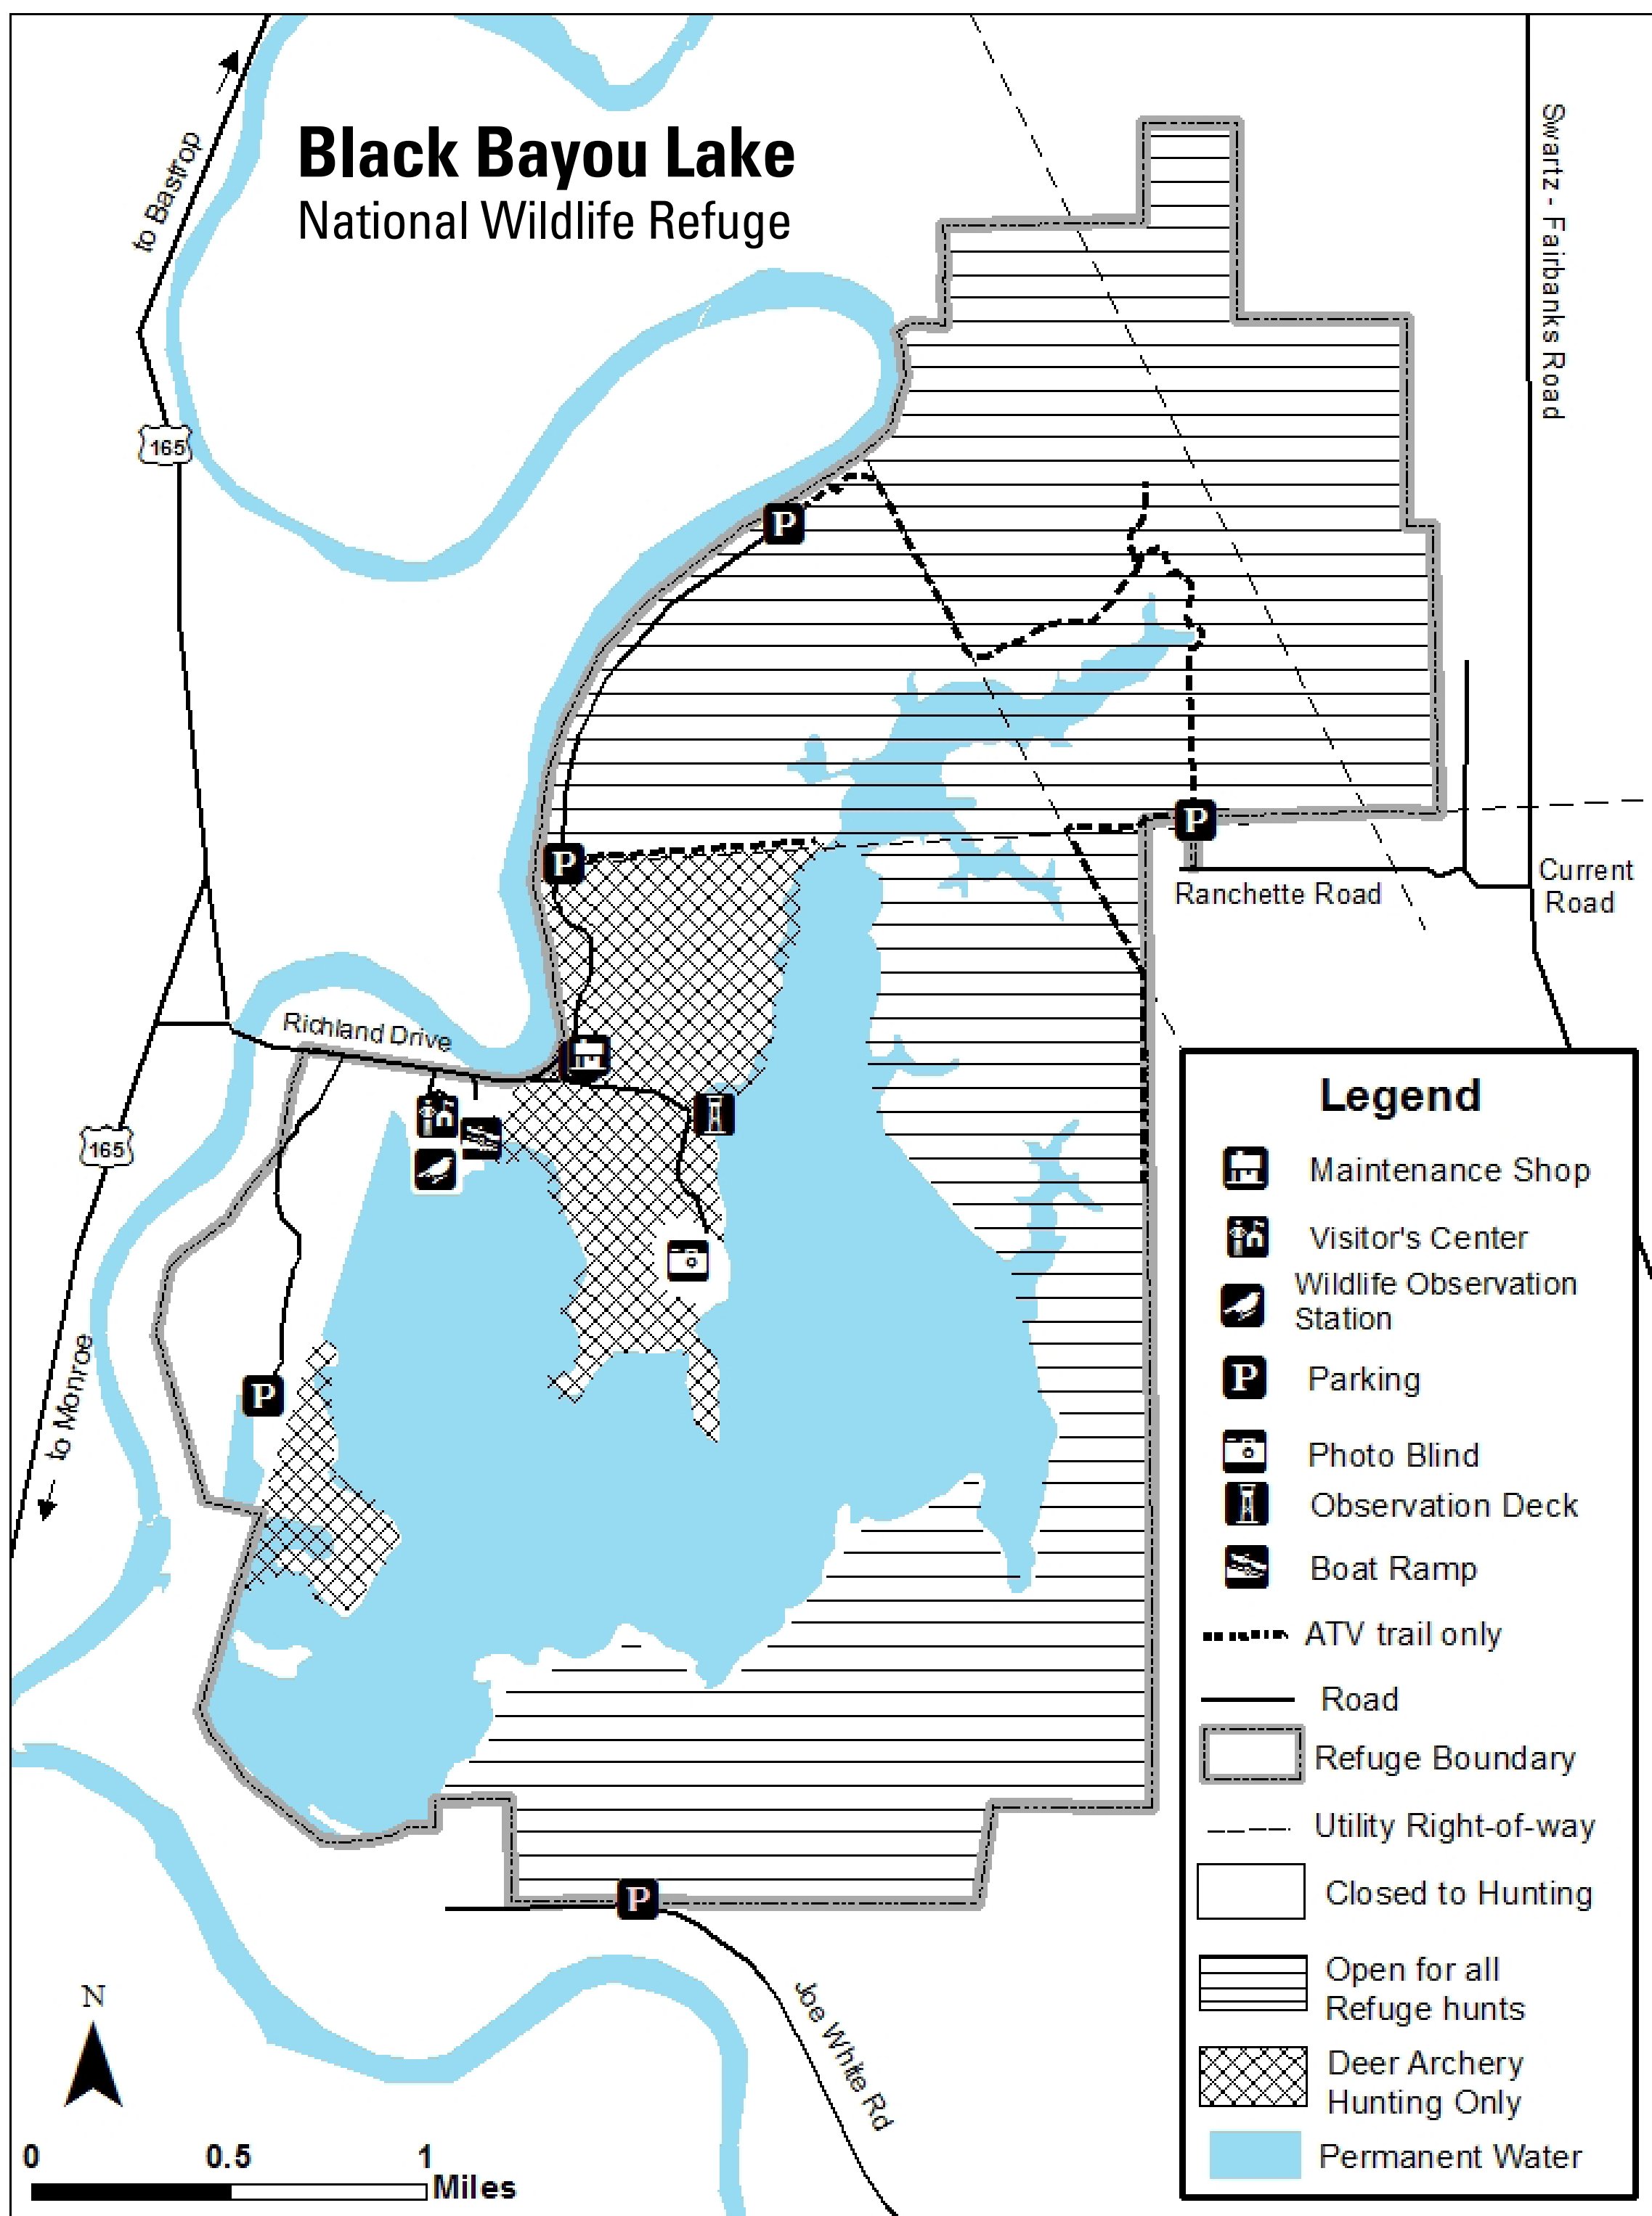 Black Bayou Lake
National Wildlife Refuge
to Bastrop
Swartz - Fairbanks Road
165
P
P
P
Current
Road
Ranchette Road
Richland Drive
165
P
to Monroe
P
Joe White Rd
N
0 0.5 1
Miles
Legend
Maintenance Shop
Visitor's Center
Wildlife Observation
Station
P Parking
Photo Blind
Observation Deck
Boat Ramp
ATV trail only
Road
Refuge Boundary
Utility Right-of-way
Closed to Hunting
Open for all
Refuge hunts
Deer Archery
Hunting Only
Permanent Water